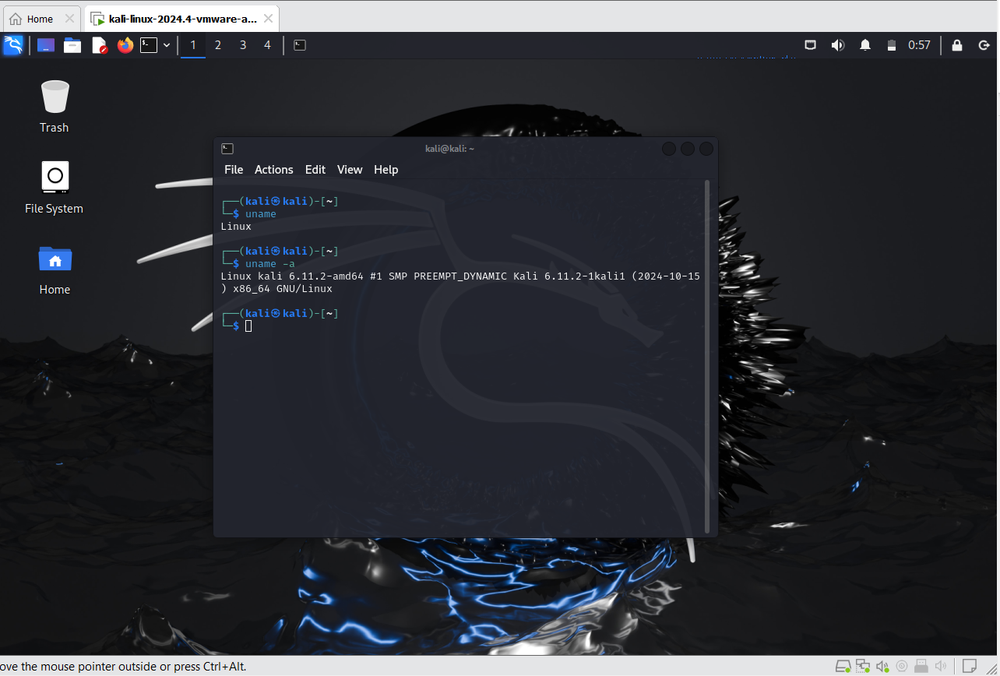 Home
kali-linux-2024.4-vmware-a...
1 2 3 4
0:57
Trash
File System
Home
kali@kali: ~
File Actions Edit View Help
┌──(kali㉿kali)-[~]
└─$ uname
Linux
┌──(kali㉿kali)-[~]
└─$ uname -a
Linux kali 6.11.2-amd64 #1 SMP PREEMPT_DYNAMIC Kali 6.11.2-1kali1 (2024-10-15
) x86_64 GNU/Linux
┌──(kali㉿kali)-[~]
└─$
ove the mouse pointer outside or press Ctrl+Alt.